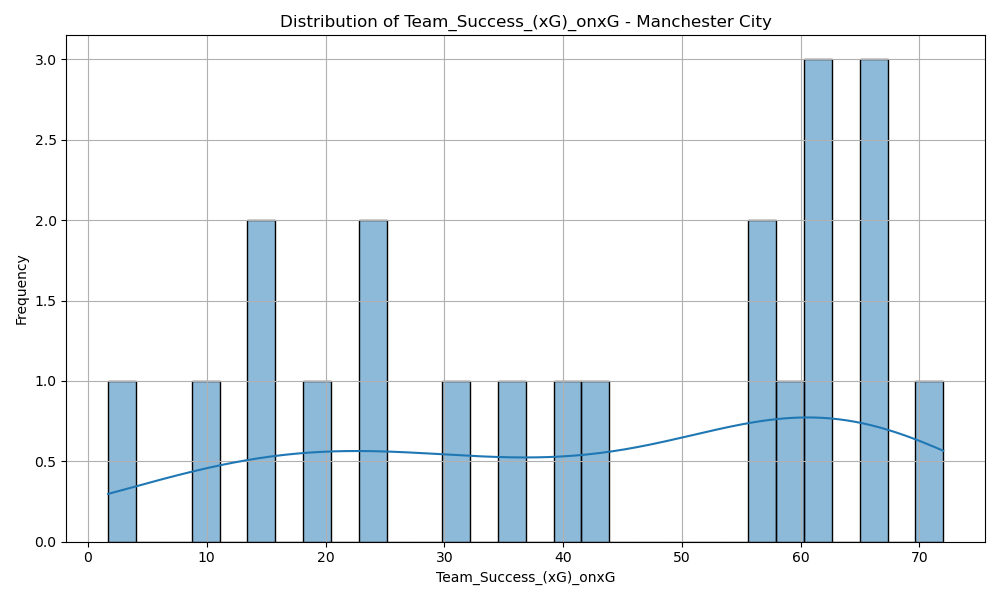 Distribution of Team_Success_(xG)_onxG - Manchester City
Frequency
3.0
2.5
2.0
1.5
1.0
0.5
0.0
0 10 20 30 40 50 60 70
Team_Success_(xG)_onxG